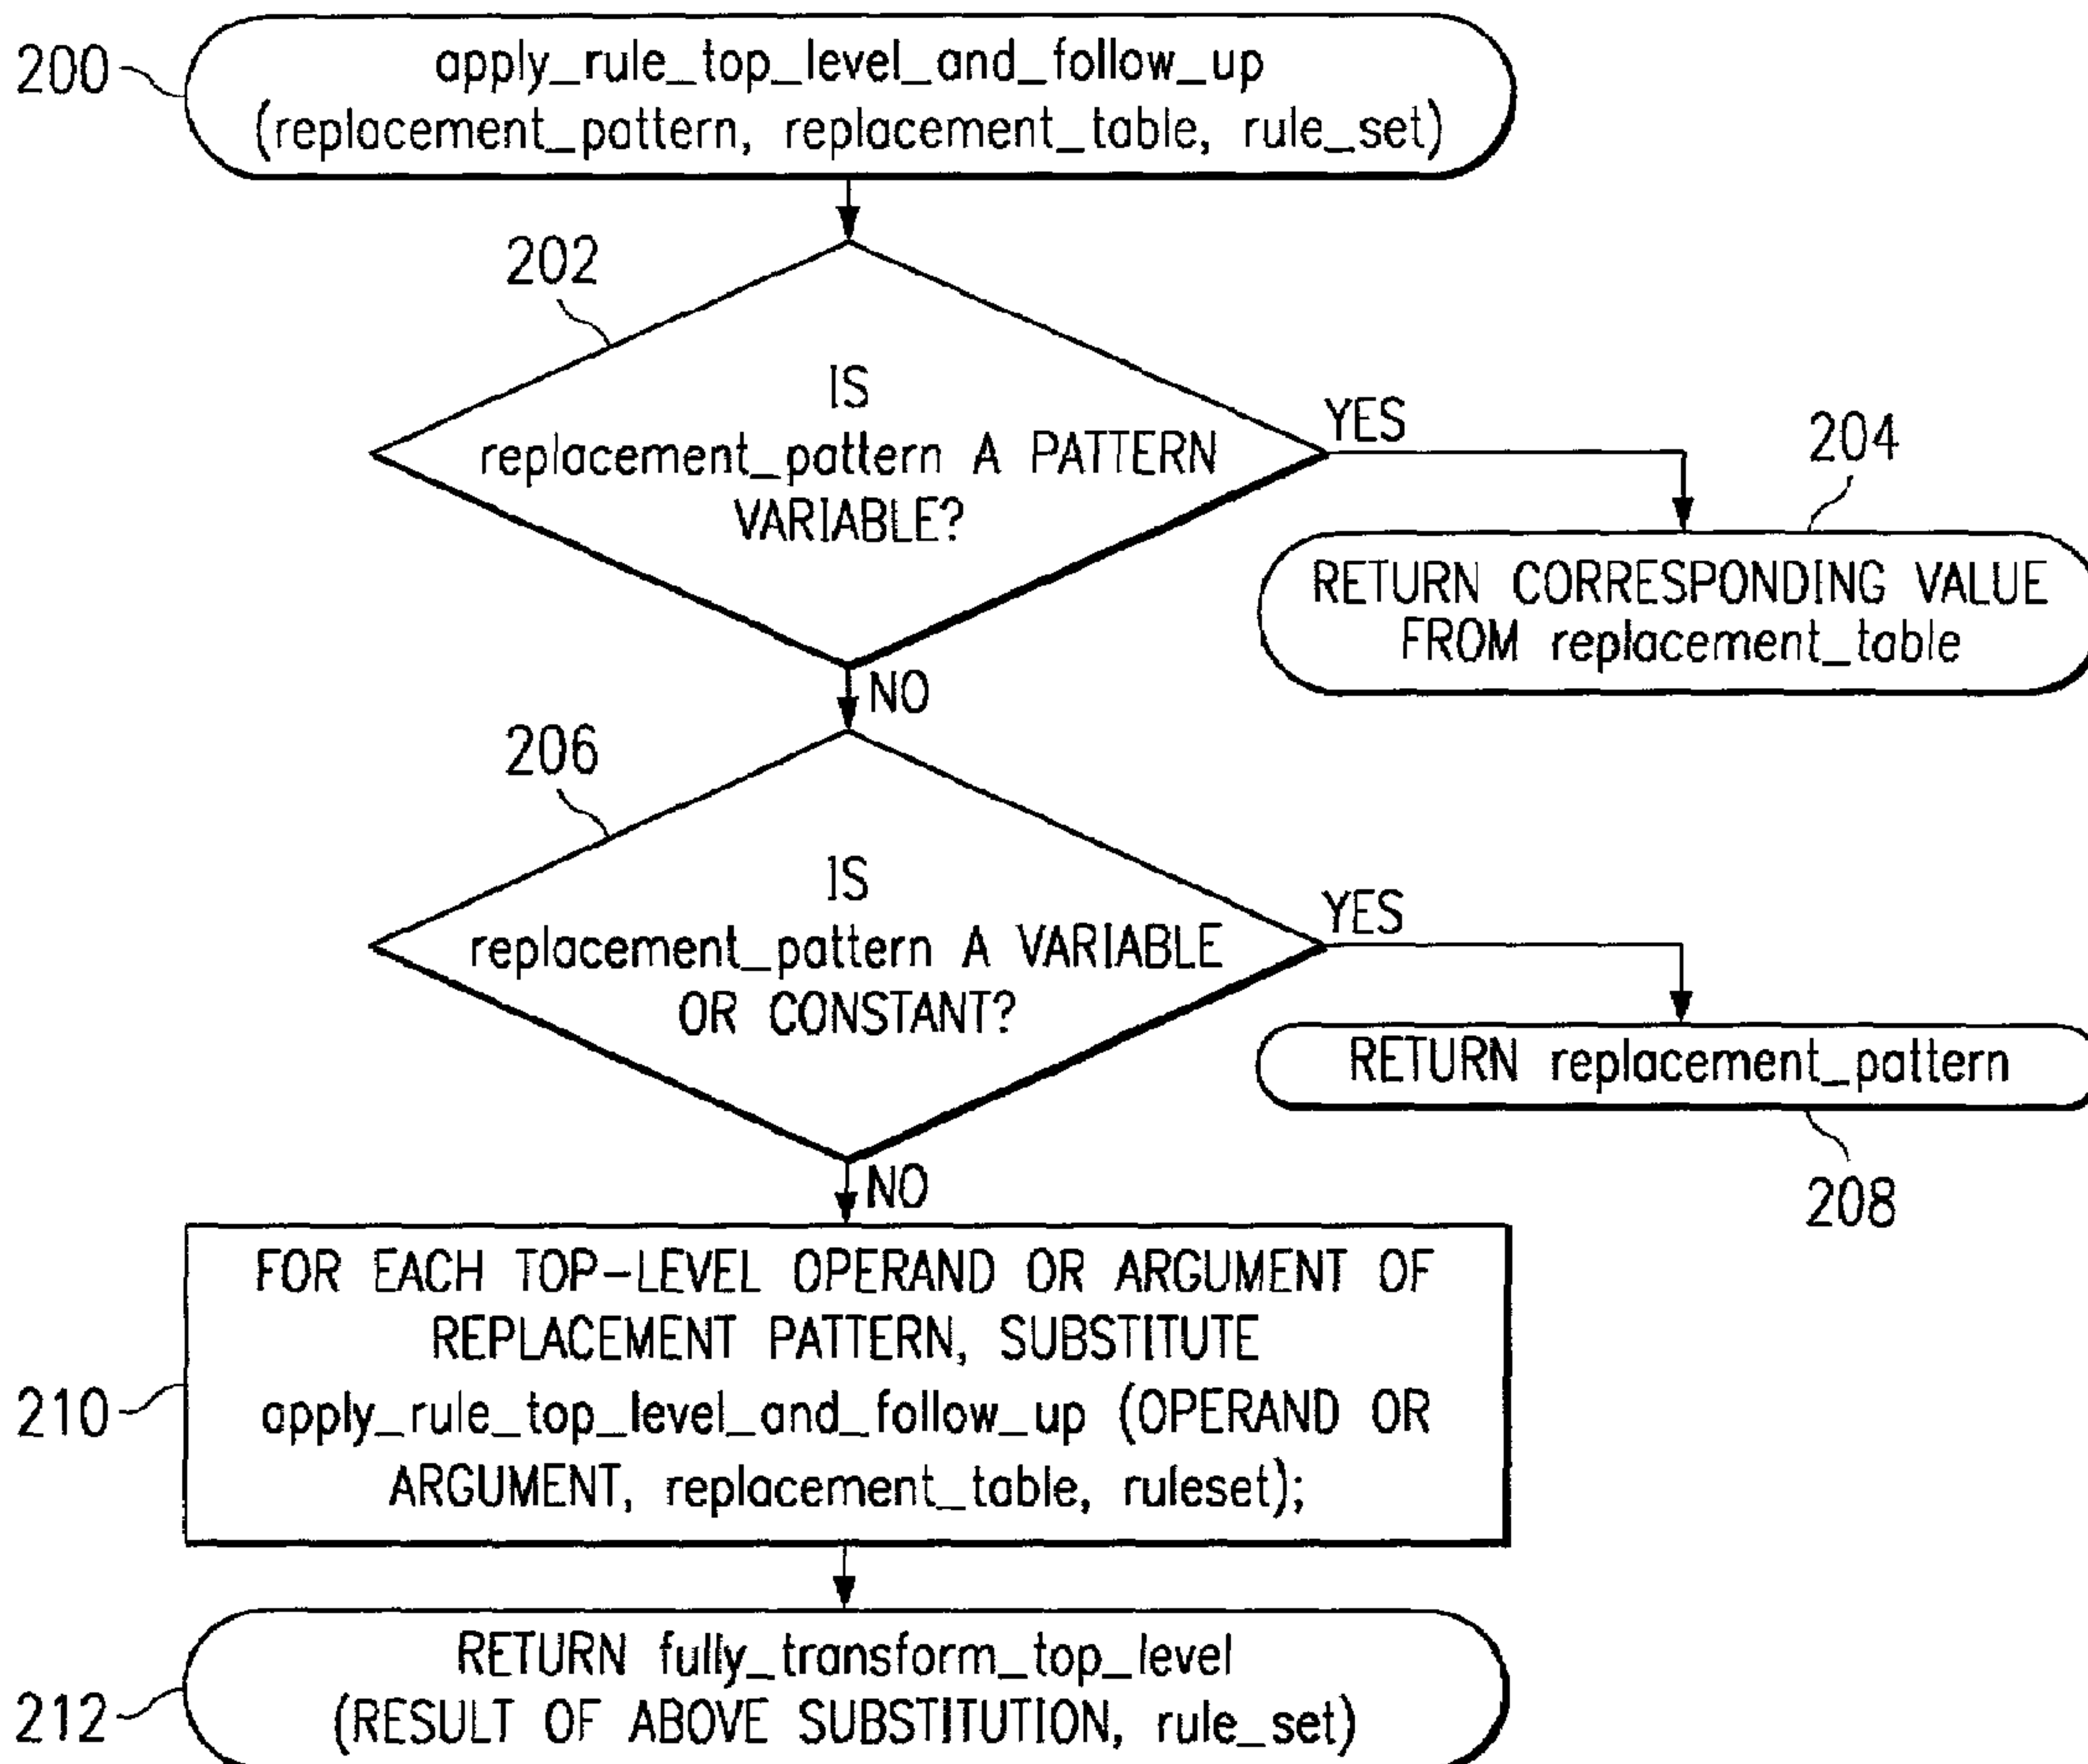 200
apply_rule_top_level_and_follow_up
(replacement_pattern, replacement_table, rule_set)
202
IS
replacement_pattern A PATTERN
VARIABLE?
YES
204
RETURN CORRESPONDING VALUE
FROM replacement_table
NO
206
IS
replacement_pattern A VARIABLE
OR CONSTANT?
YES
RETURN replacement_pattern
208
NO
FOR EACH TOP-LEVEL OPERAND OR ARGUMENT OF
REPLACEMENT PATTERN, SUBSTITUTE
210
apply_rule_top_level_and_follow_up (OPERAND OR
ARGUMENT, replacement_table, ruleset);
RETURN fully_transform_top_level
212
(RESULT OF ABOVE SUBSTITUTION, rule_set)